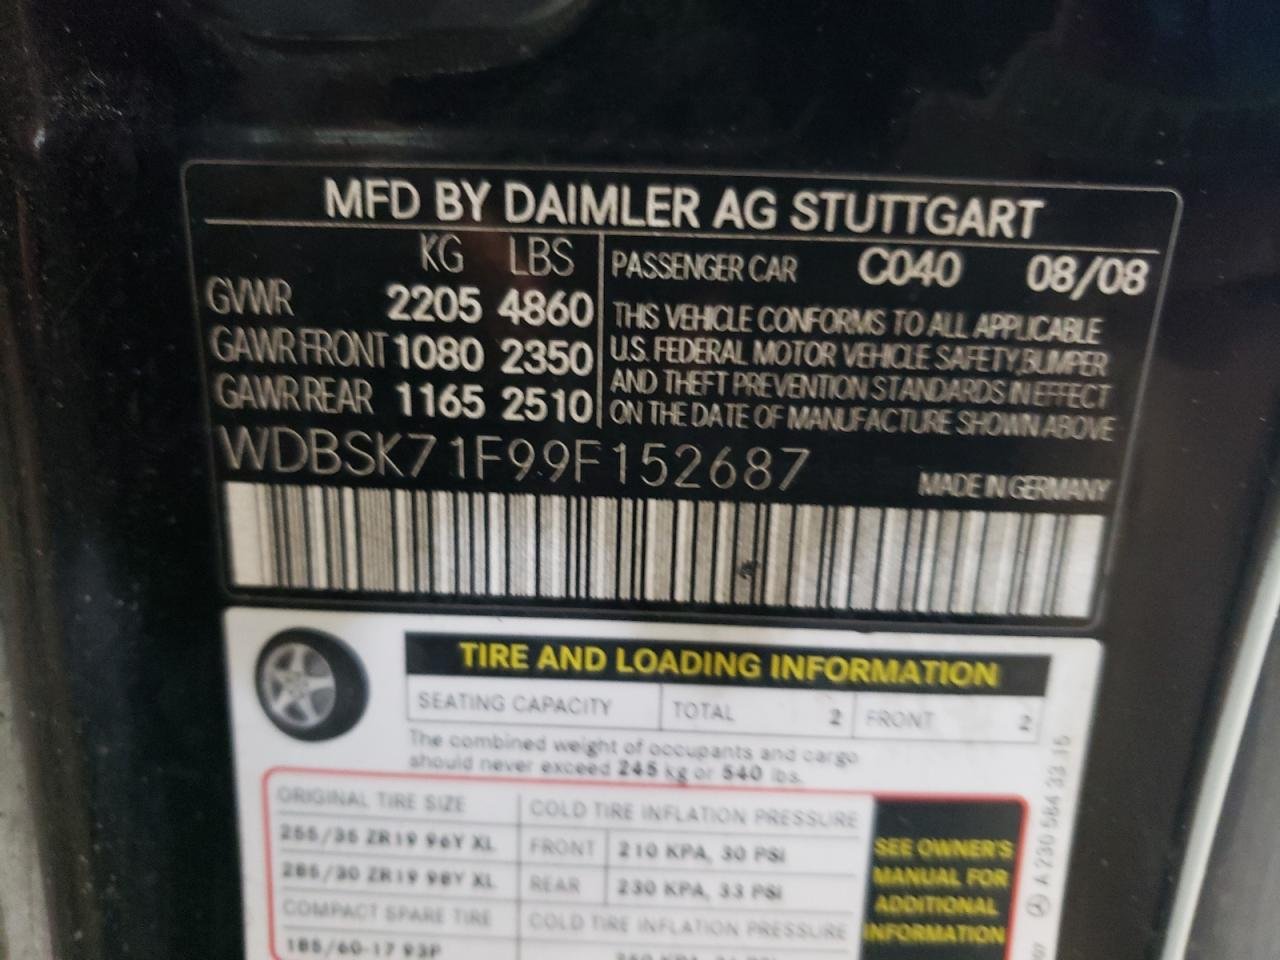 MFD BY DAIMLER AG STUTTGART
KG LBS
GVWR 2205 4860
GAWR FRONT 1080 2350
GAWR REAR 1165 2510
PASSENGER CAR C040 08/08
THIS VEHICLE CONFORMS TO ALL APPLICABLE
U.S. FEDERAL MOTOR VEHICLE SAFETY,BUMPER
AND THEFT PREVENTION STANDARDS IN EFFECT
ON THE DATE OF MANUFACTURE SHOWN ABOVE
WDBSK71F99F152687
MADE IN GERMANY
TIRE AND LOADING INFORMATION
SEATING CAPACITY TOTAL 2 FRONT 2
The combined weight of occupants and cargo
should never exceed 245 kg or 540 lbs.
ORIGINAL TIRE SIZE COLD TIRE INFLATION PRESSURE
255/35 ZR19 96Y XL FRONT 210 KPA, 30 PSI
285/30 ZR19 98Y XL REAR 230 KPA, 33 PSI
COMPACT SPARE TIRE COLD TIRE INFLATION PRESSURE
185/60-17 93P
SEE OWNER'S
MANUAL FOR
ADDITIONAL
INFORMATION
A 230 584 33 15